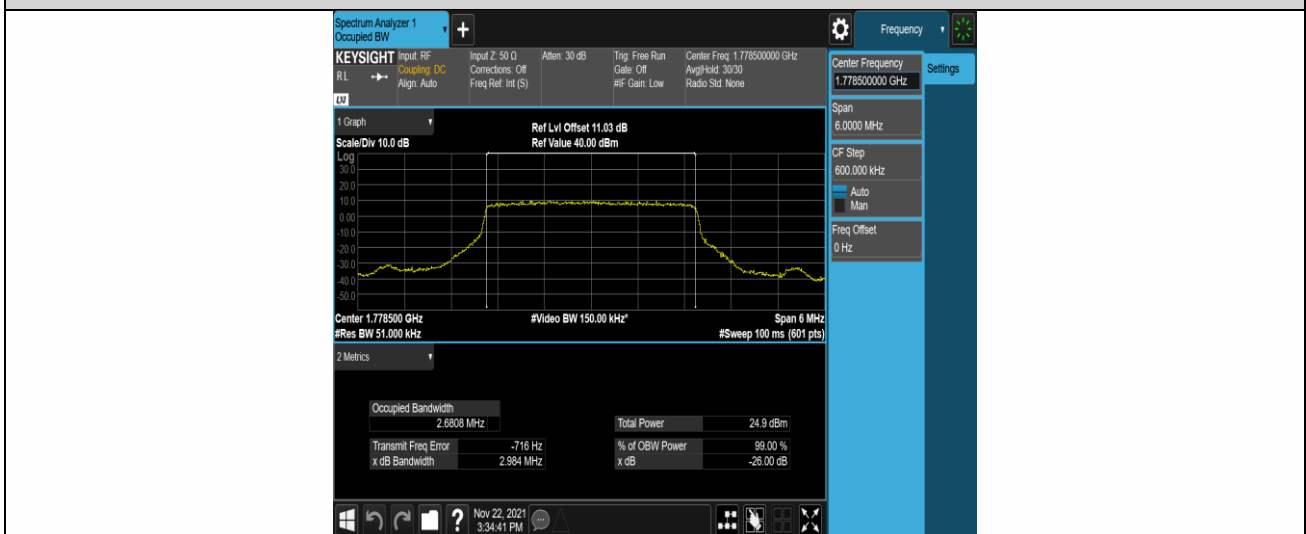 Spectrum Analyzer 1
Occupied BW
+
Frequency
KEYSIGHT
RL
LXI
Input: RF
Coupling: DC
Align: Auto
Input Z: 50 Ω
Corrections: Off
Freq Ref: Int (S)
Atten: 30 dB
Trig: Free Run
Gate: Off
#IF Gain: Low
Center Freq: 1.778500000 GHz
Avg|Hold: 30/30
Radio Std: None
Center Frequency
1.778500000 GHz
Settings
Span
6.0000 MHz
CF Step
600.000 kHz
Auto
Man
Freq Offset
0 Hz
1 Graph
Scale/Div 10.0 dB
Ref Lvl Offset 11.03 dB
Ref Value 40.00 dBm
Log
30.0
20.0
10.0
0.00
-10.0
-20.0
-30.0
-40.0
-50.0
Center 1.778500 GHz
#Video BW 150.00 kHz*
Span 6 MHz
#Res BW 51.000 kHz
#Sweep 100 ms (601 pts)
2 Metrics
Occupied Bandwidth
2.6808 MHz
Total Power 24.9 dBm
Transmit Freq Error -716 Hz
% of OBW Power 99.00 %
x dB Bandwidth 2.984 MHz
x dB -26.00 dB
?
Nov 22, 2021
3:34:41 PM